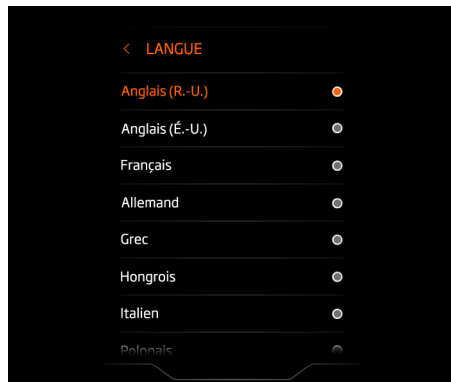 < LANGUE
Anglais (R.-U.)
Anglais (É.-U.)
Français
Allemand
Grec
Hongrois
Italien
Polonais